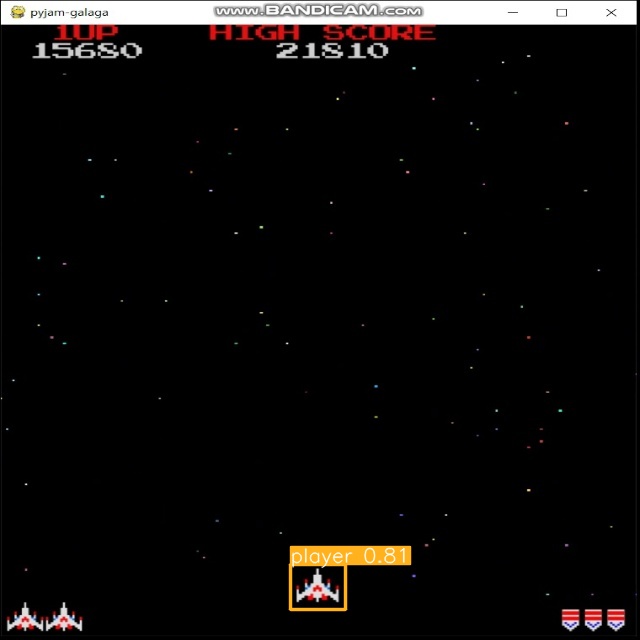 pyjam-galaga
www.BANDICAM.com
1UP
HIGH SCORE
15680
21810
player 0.81